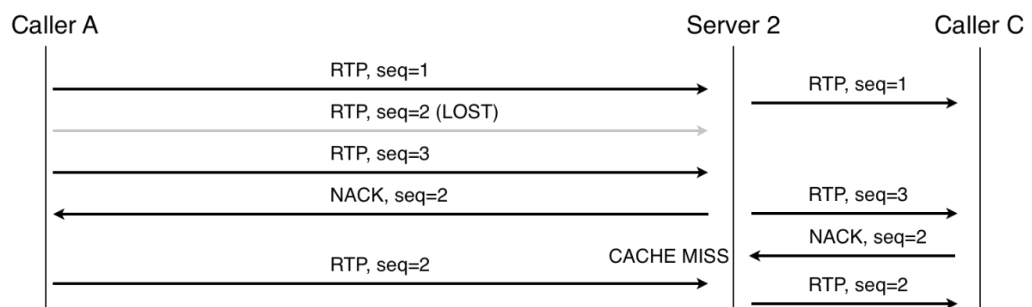 Caller A
Server 2
Caller C
RTP, seq=1
RTP, seq=1
RTP, seq=2 (LOST)
RTP, seq=3
NACK, seq=2
RTP, seq=3
NACK, seq=2
CACHE MISS
RTP, seq=2
RTP, seq=2